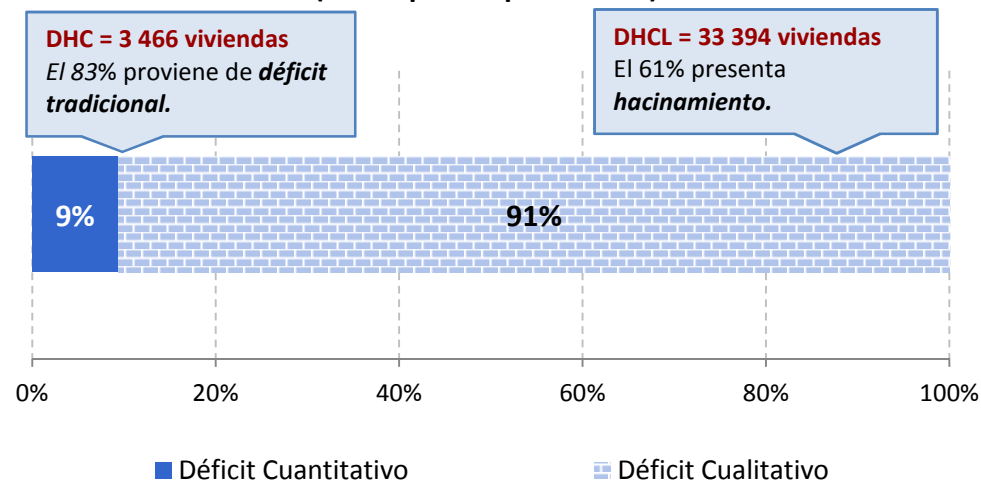 DHC = 3 466 viviendas
El 83% proviene de déficit
tradicional.
DHCL = 33 394 viviendas
El 61% presenta
hacinamiento.
9%
91%
0%
20%
40%
60%
80%
100%
Déficit Cuantitativo
Déficit Cualitativo